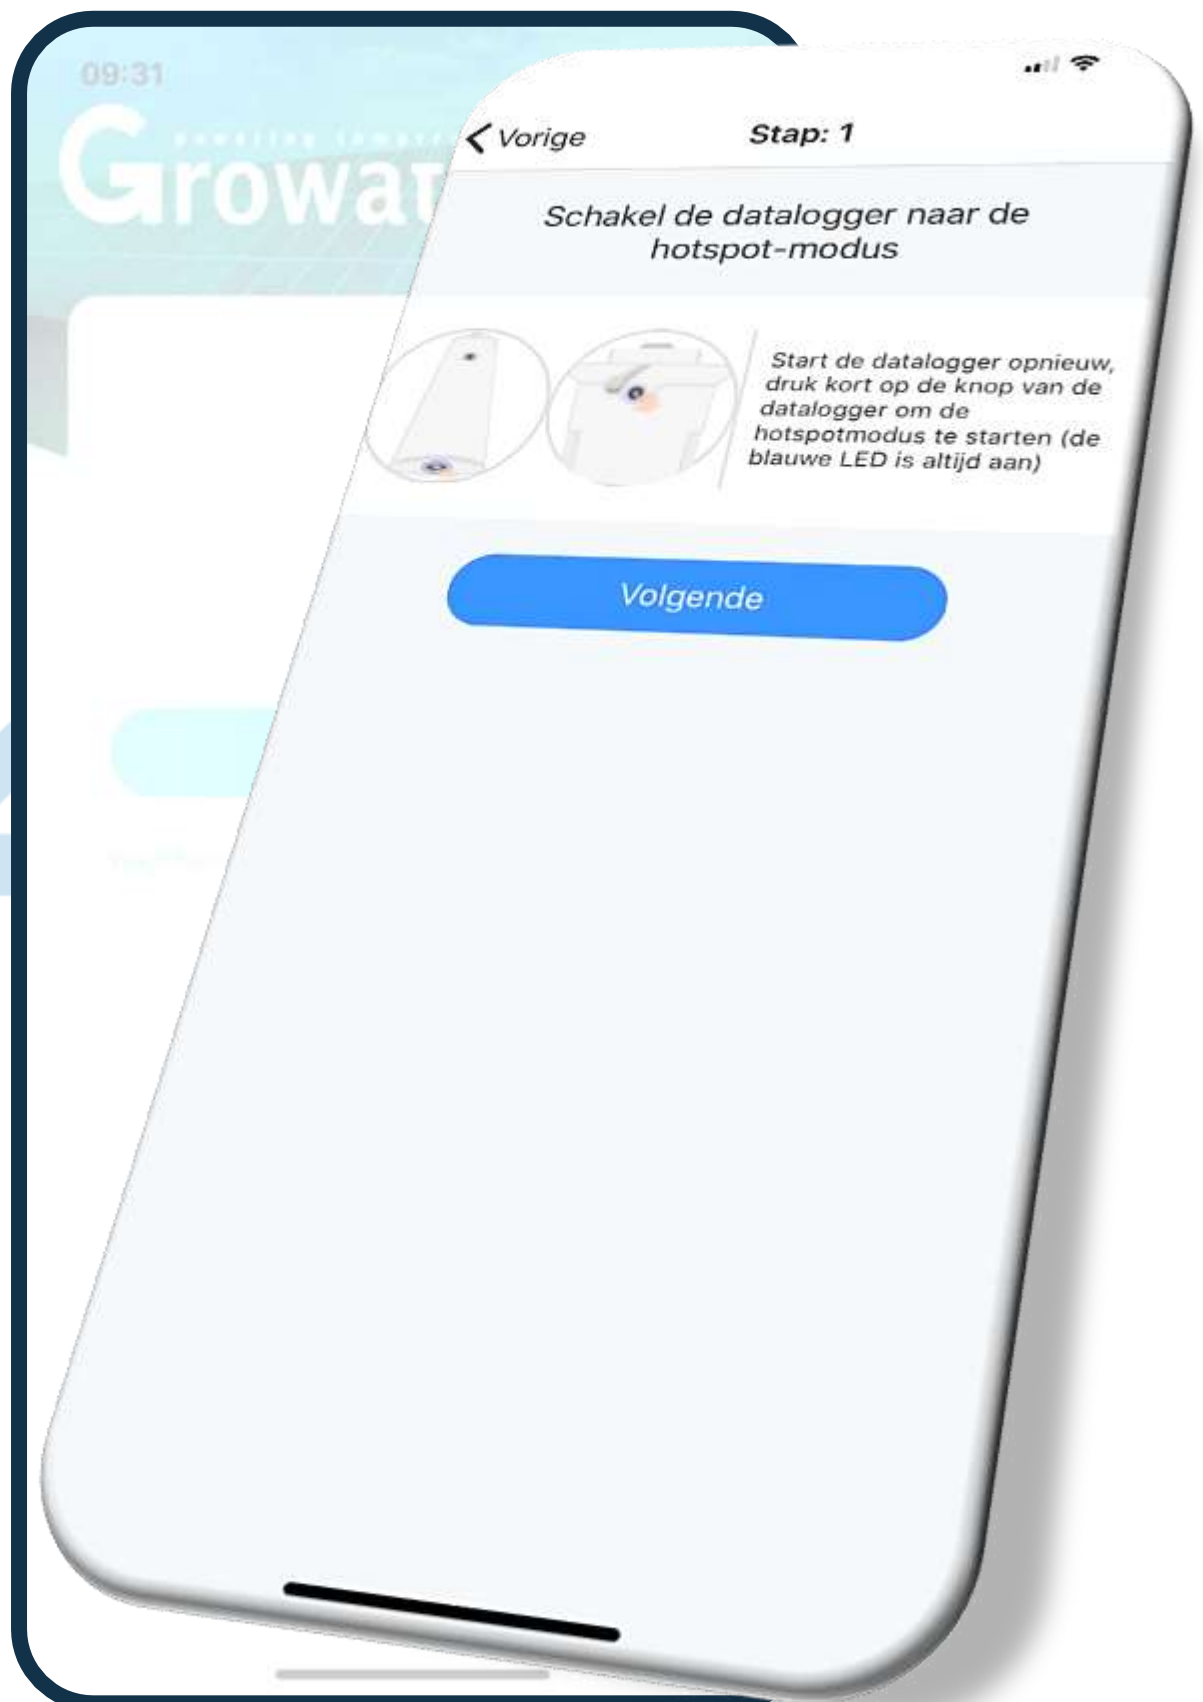 09:31
Growat
Vorige
Stap: 1
Schakel de datalogger naar de
hotspot-modus
Start de datalogger opnieuw,
druk kort op de knop van de
datalogger om de
hotspotmodus te starten (de
blauwe LED is altijd aan)
Volgende